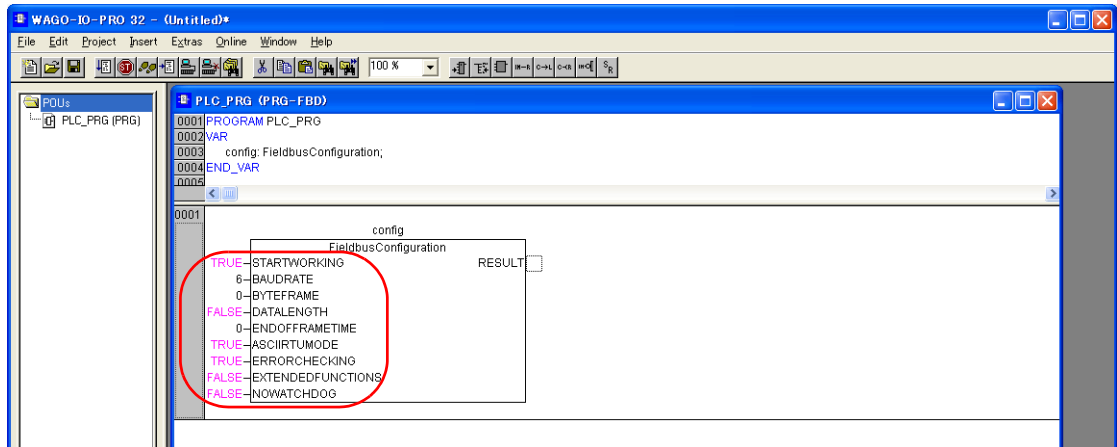 WAGO-IO-PRO 32 - (Untitled)*
File Edit Project Insert Extras Online Window Help
100 %
POUs
PLC_PRG (PRG)
PLC_PRG (PRG-FBD)
0001 PROGRAM PLC_PRG
0002 VAR
0003 config: FieldbusConfiguration;
0004 END_VAR
0005
0001
config
FieldbusConfiguration
TRUE STARTWORKING RESULT
6 BAUDRATE
0 BYTEFRAME
FALSE DATALENGTH
0 ENDOFFRAMETIME
TRUE ASCIIRTUMODE
TRUE ERRORCHECKING
FALSE EXTENDEDFUNCTIONS
FALSE NOWATCHDOG